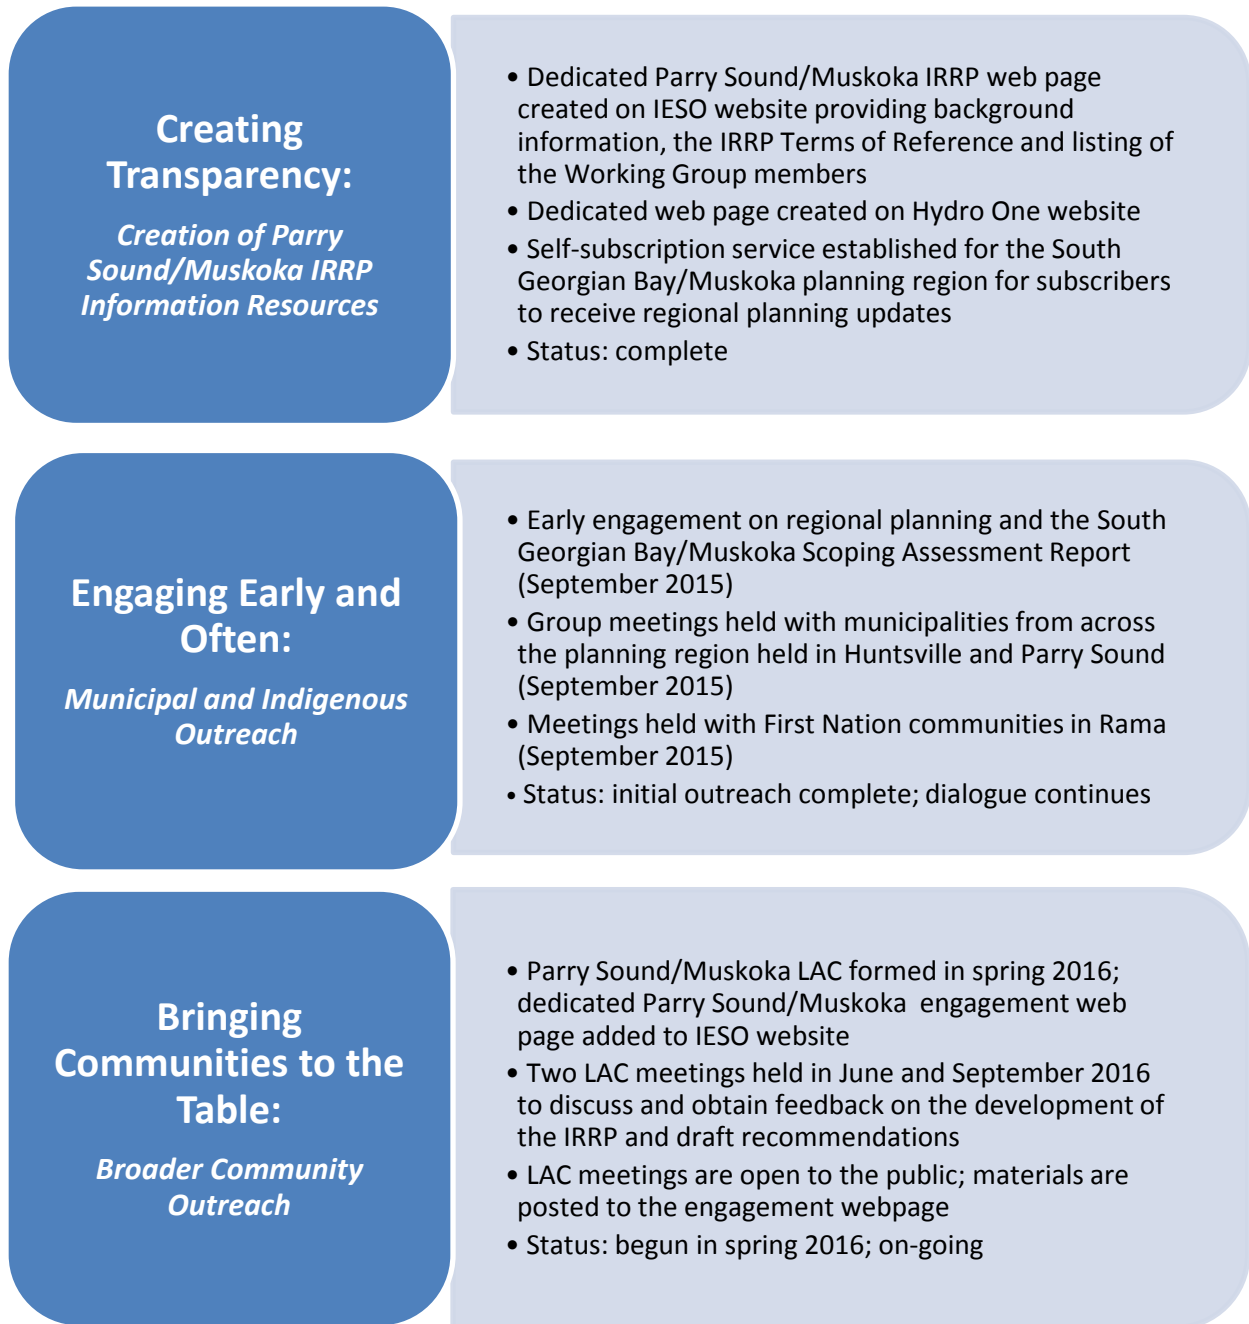 Creating
Transparency:
Creation of Parry
Sound/Muskoka IRRP
Information Resources
• Dedicated Parry Sound/Muskoka IRRP web page
created on IESO website providing background
information, the IRRP Terms of Reference and listing of
the Working Group members
• Dedicated web page created on Hydro One website
• Self-subscription service established for the South
Georgian Bay/Muskoka planning region for subscribers
to receive regional planning updates
• Status: complete
Engaging Early and
Often:
Municipal and Indigenous
Outreach
• Early engagement on regional planning and the South
Georgian Bay/Muskoka Scoping Assessment Report
(September 2015)
• Group meetings held with municipalities from across
the planning region held in Huntsville and Parry Sound
(September 2015)
• Meetings held with First Nation communities in Rama
(September 2015)
• Status: initial outreach complete; dialogue continues
Bringing
Communities to the
Table:
Broader Community
Outreach
• Parry Sound/Muskoka LAC formed in spring 2016;
dedicated Parry Sound/Muskoka  engagement web
page added to IESO website
• Two LAC meetings held in June and September 2016
to discuss and obtain feedback on the development of
the IRRP and draft recommendations
• LAC meetings are open to the public; materials are
posted to the engagement webpage
• Status: begun in spring 2016; on-going